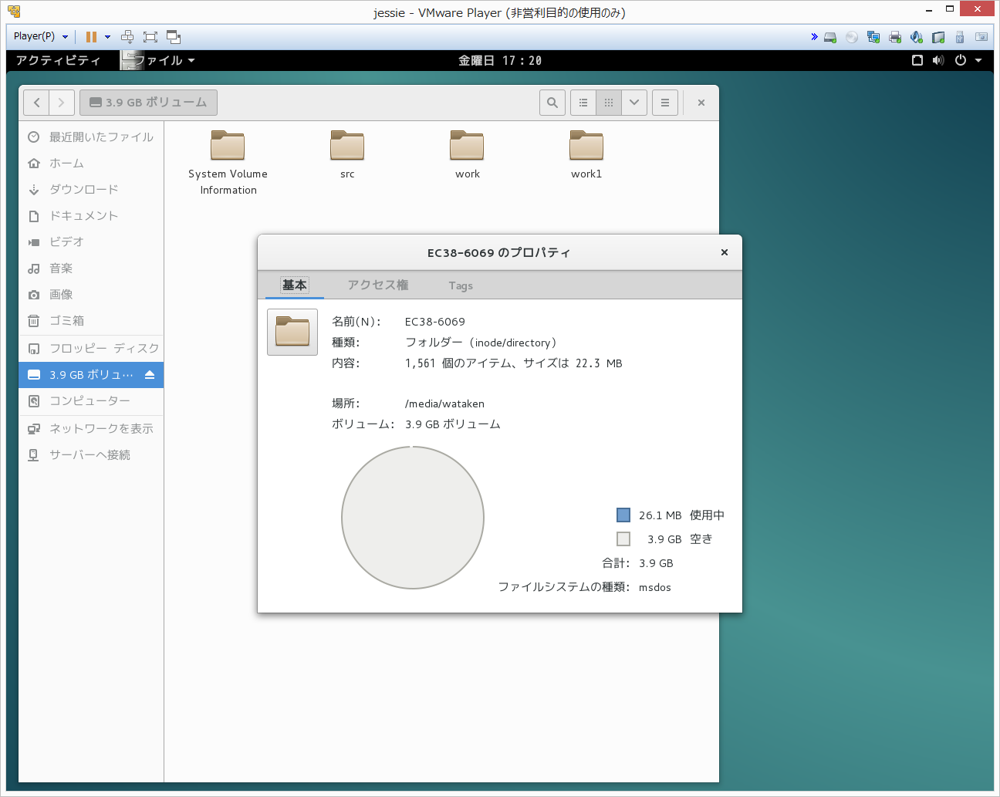 jessie - VMware Player (非営利目的の使用のみ)
Player(P)
アクティビティ
ファイル
金曜日 17:20
3.9 GB ボリューム
最近開いたファイル
ホーム
ダウンロード
ドキュメント
ビデオ
音楽
画像
ゴミ箱
フロッピー ディスク
3.9 GB ボリュ…
コンピューター
ネットワークを表示
サーバーへ接続
System Volume
Information
src
work
work1
EC38-6069 のプロパティ
基本
アクセス権
Tags
名前(N): EC38-6069
種類: フォルダー (inode/directory)
内容: 1,561 個のアイテム、サイズは 22.3 MB
場所: /media/wataken
ボリューム: 3.9 GB ボリューム
26.1 MB 使用中
3.9 GB 空き
合計: 3.9 GB
ファイルシステムの種類: msdos